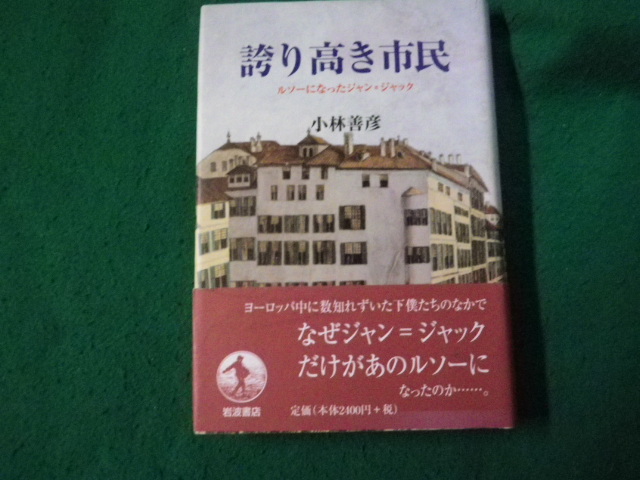 誇り高き市民
ルソーになったジャン=ジャック
小林善彦
ヨーロッパ中に数知れずいた下僕たちのなかで
なぜジャン=ジャック
だけがあのルソーに
なったのか……。
岩波書店
定価(本体2400円+税)